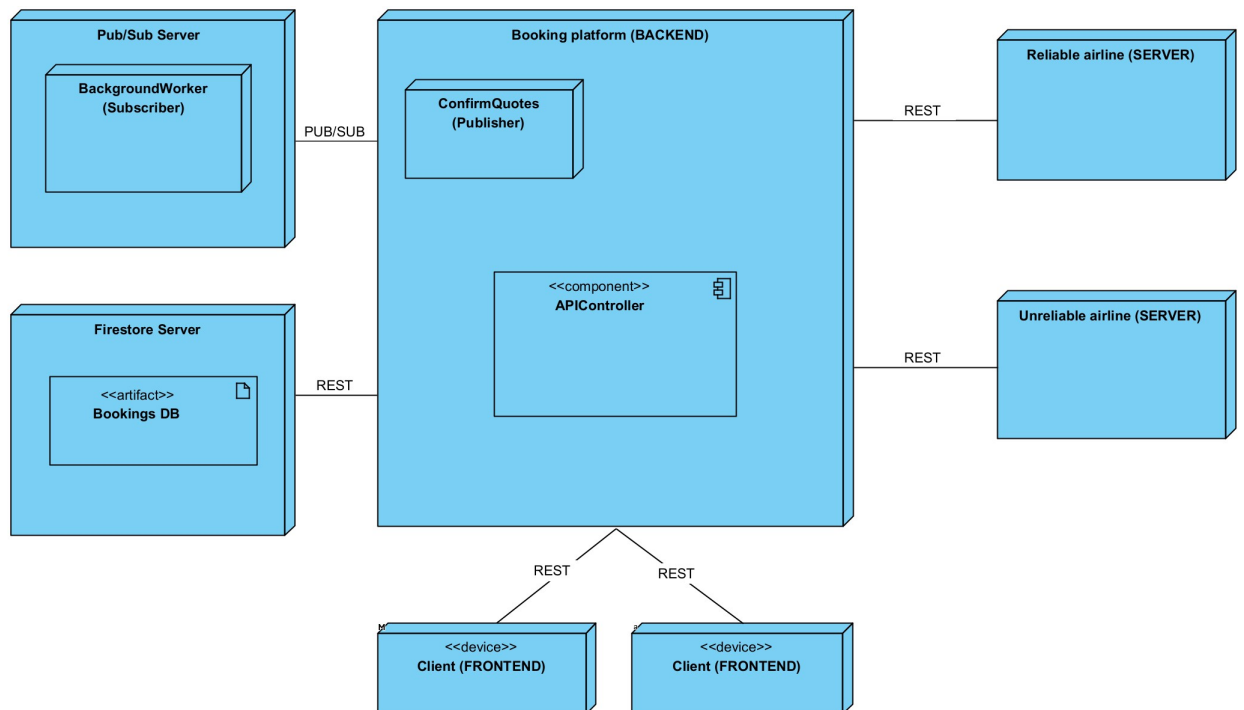 Pub/Sub Server
BackgroundWorker
(Subscriber)
PUB/SUB
Booking platform (BACKEND)
ConfirmQuotes
(Publisher)
<<component>>
APIController
REST
Reliable airline (SERVER)
REST
Unreliable airline (SERVER)
Firestore Server
<<artifact>>
Bookings DB
REST
REST
REST
<<device>>
Client (FRONTEND)
<<device>>
Client (FRONTEND)